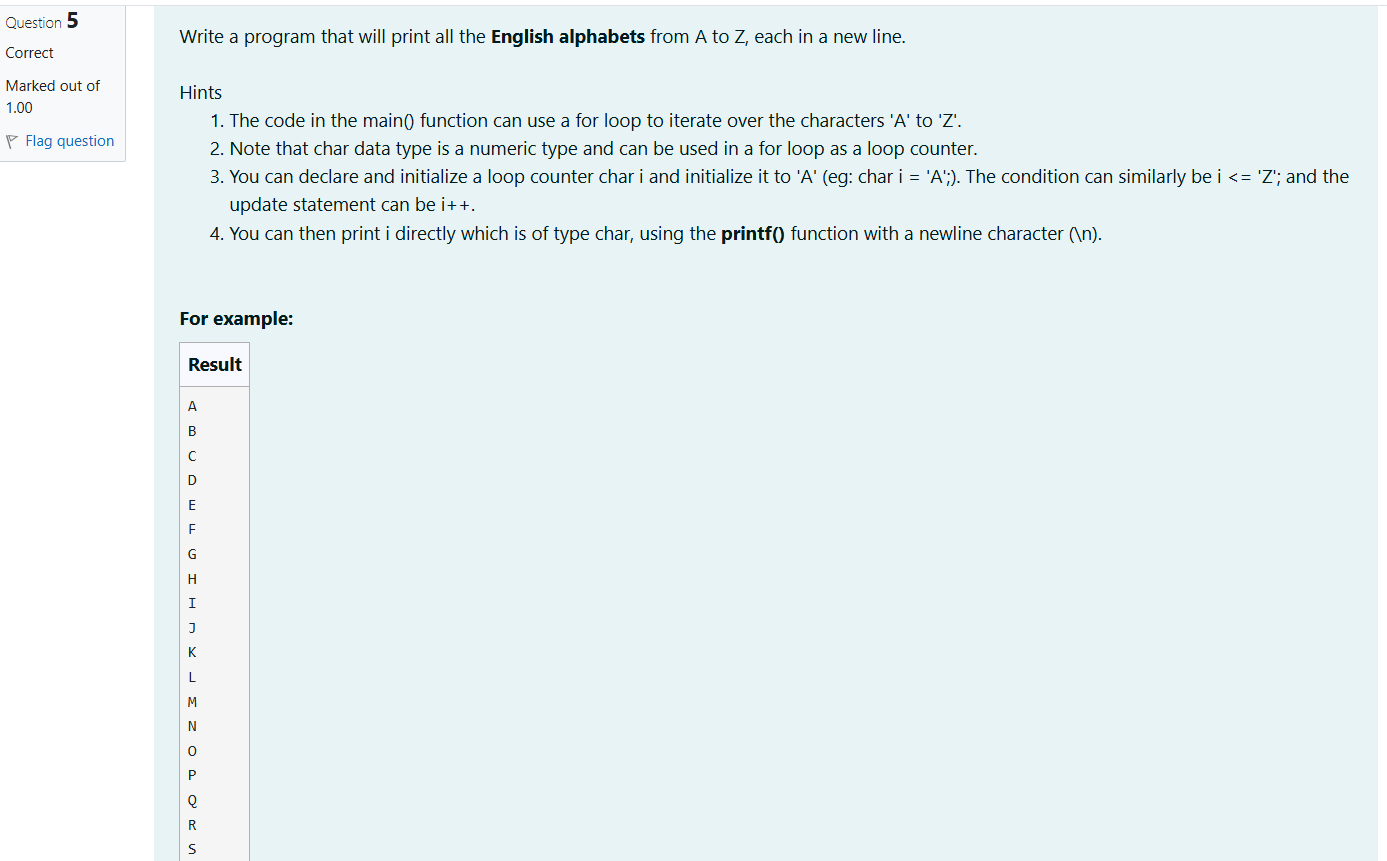 Question 5
Correct
Marked out of
1.00
Flag question
Write a program that will print all the English alphabets from A to Z, each in a new line.
Hints
1. The code in the main() function can use a for loop to iterate over the characters 'A' to 'Z'.
2. Note that char data type is a numeric type and can be used in a for loop as a loop counter.
3. You can declare and initialize a loop counter char i and initialize it to 'A' (eg: char i = 'A';). The condition can similarly be i <= 'Z'; and the
update statement can be i++.
4. You can then print i directly which is of type char, using the printf() function with a newline character (\n).
For example:
Result
A
B
C
D
E
F
G
H
I
J
K
L
M
N
O
P
Q
R
S